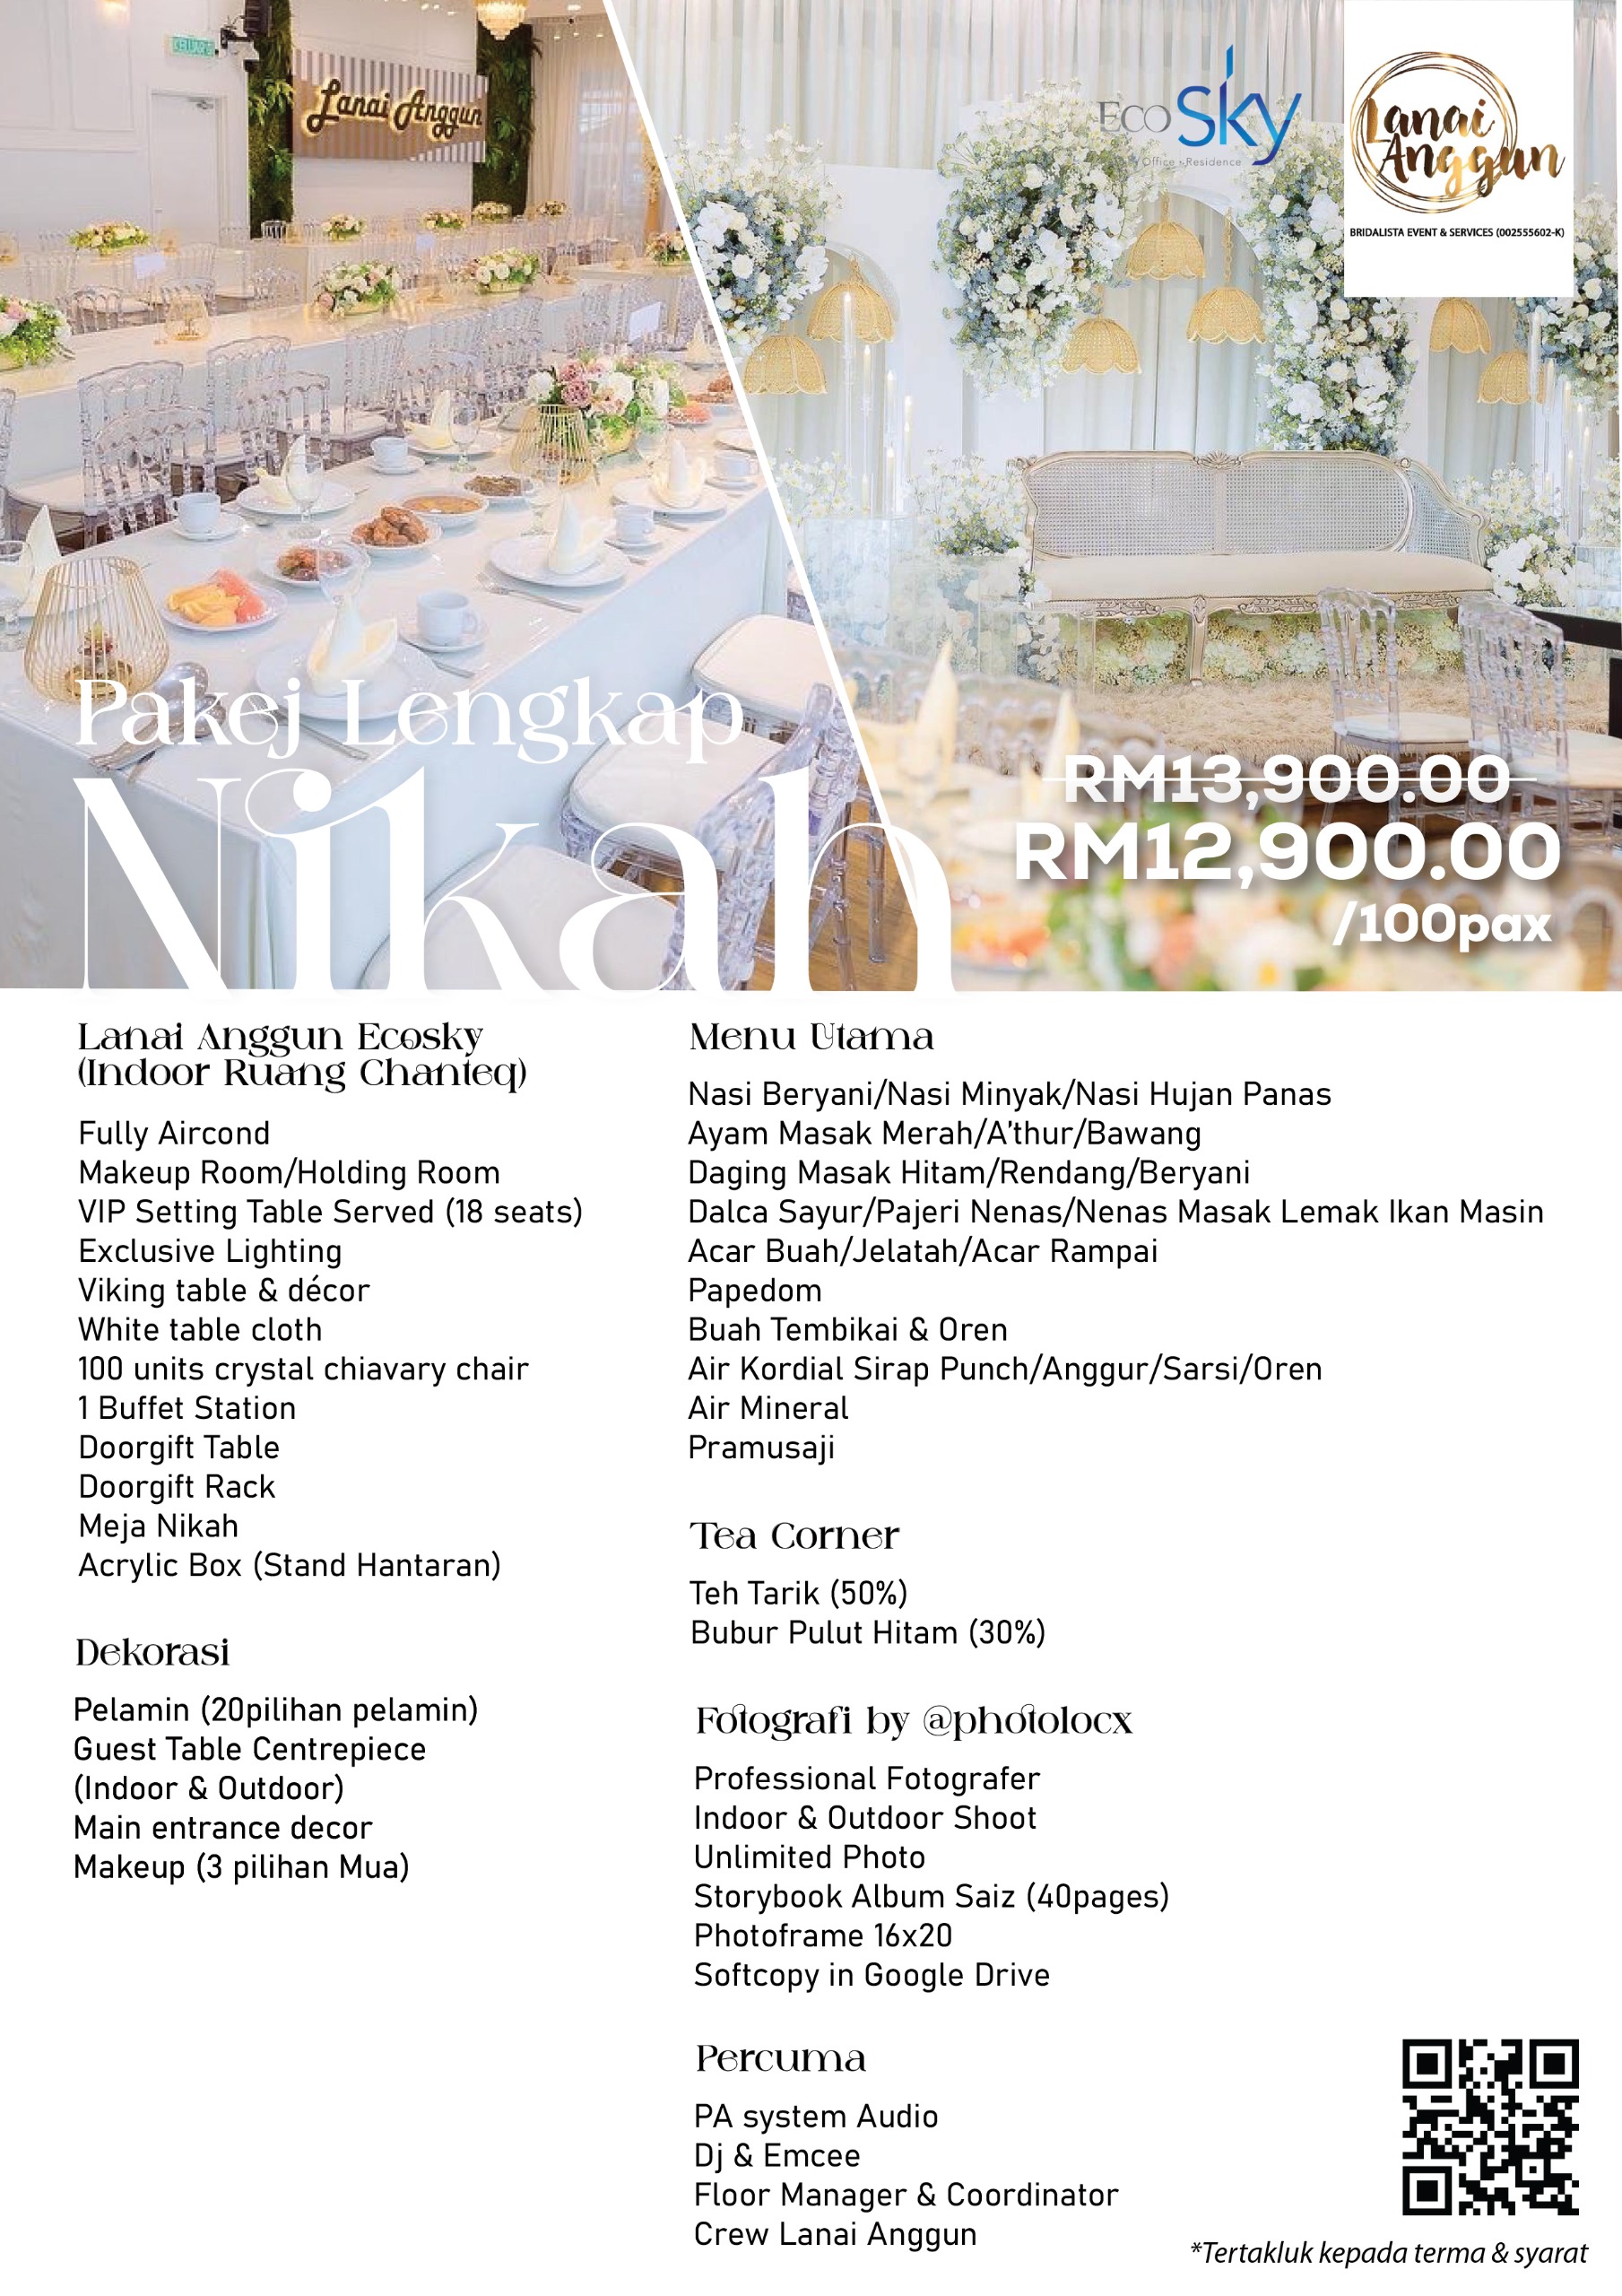 KELUAR
Lanai Anggun
Eco Sky
Office • Residence
Lanai
Anggun
BRIDALISTA EVENT & SERVICES (002555602-K)
Pakej Lengkap
Nikah
RM13,900.00
RM12,900.00
/100pax
Lanai Anggun Ecosky
(Indoor Ruang Chanteq)
Fully Aircond
Makeup Room/Holding Room
VIP Setting Table Served (18 seats)
Exclusive Lighting
Viking table & décor
White table cloth
100 units crystal chiavary chair
1 Buffet Station
Doorgift Table
Doorgift Rack
Meja Nikah
Acrylic Box (Stand Hantaran)
Dekorasi
Pelamin (20pilihan pelamin)
Guest Table Centrepiece
(Indoor & Outdoor)
Main entrance decor
Makeup (3 pilihan Mua)
Menu Utama
Nasi Beryani/Nasi Minyak/Nasi Hujan Panas
Ayam Masak Merah/A'thur/Bawang
Daging Masak Hitam/Rendang/Beryani
Dalca Sayur/Pajeri Nenas/Nenas Masak Lemak Ikan Masin
Acar Buah/Jelatah/Acar Rampai
Papedom
Buah Tembikai & Oren
Air Kordial Sirap Punch/Anggur/Sarsi/Oren
Air Mineral
Pramusaji
Tea Corner
Teh Tarik (50%)
Bubur Pulut Hitam (30%)
Fotografi by @photolocx
Professional Fotografer
Indoor & Outdoor Shoot
Unlimited Photo
Storybook Album Saiz (40pages)
Photoframe 16x20
Softcopy in Google Drive
Percuma
PA system Audio
Dj & Emcee
Floor Manager & Coordinator
Crew Lanai Anggun
*Tertakluk kepada terma & syarat